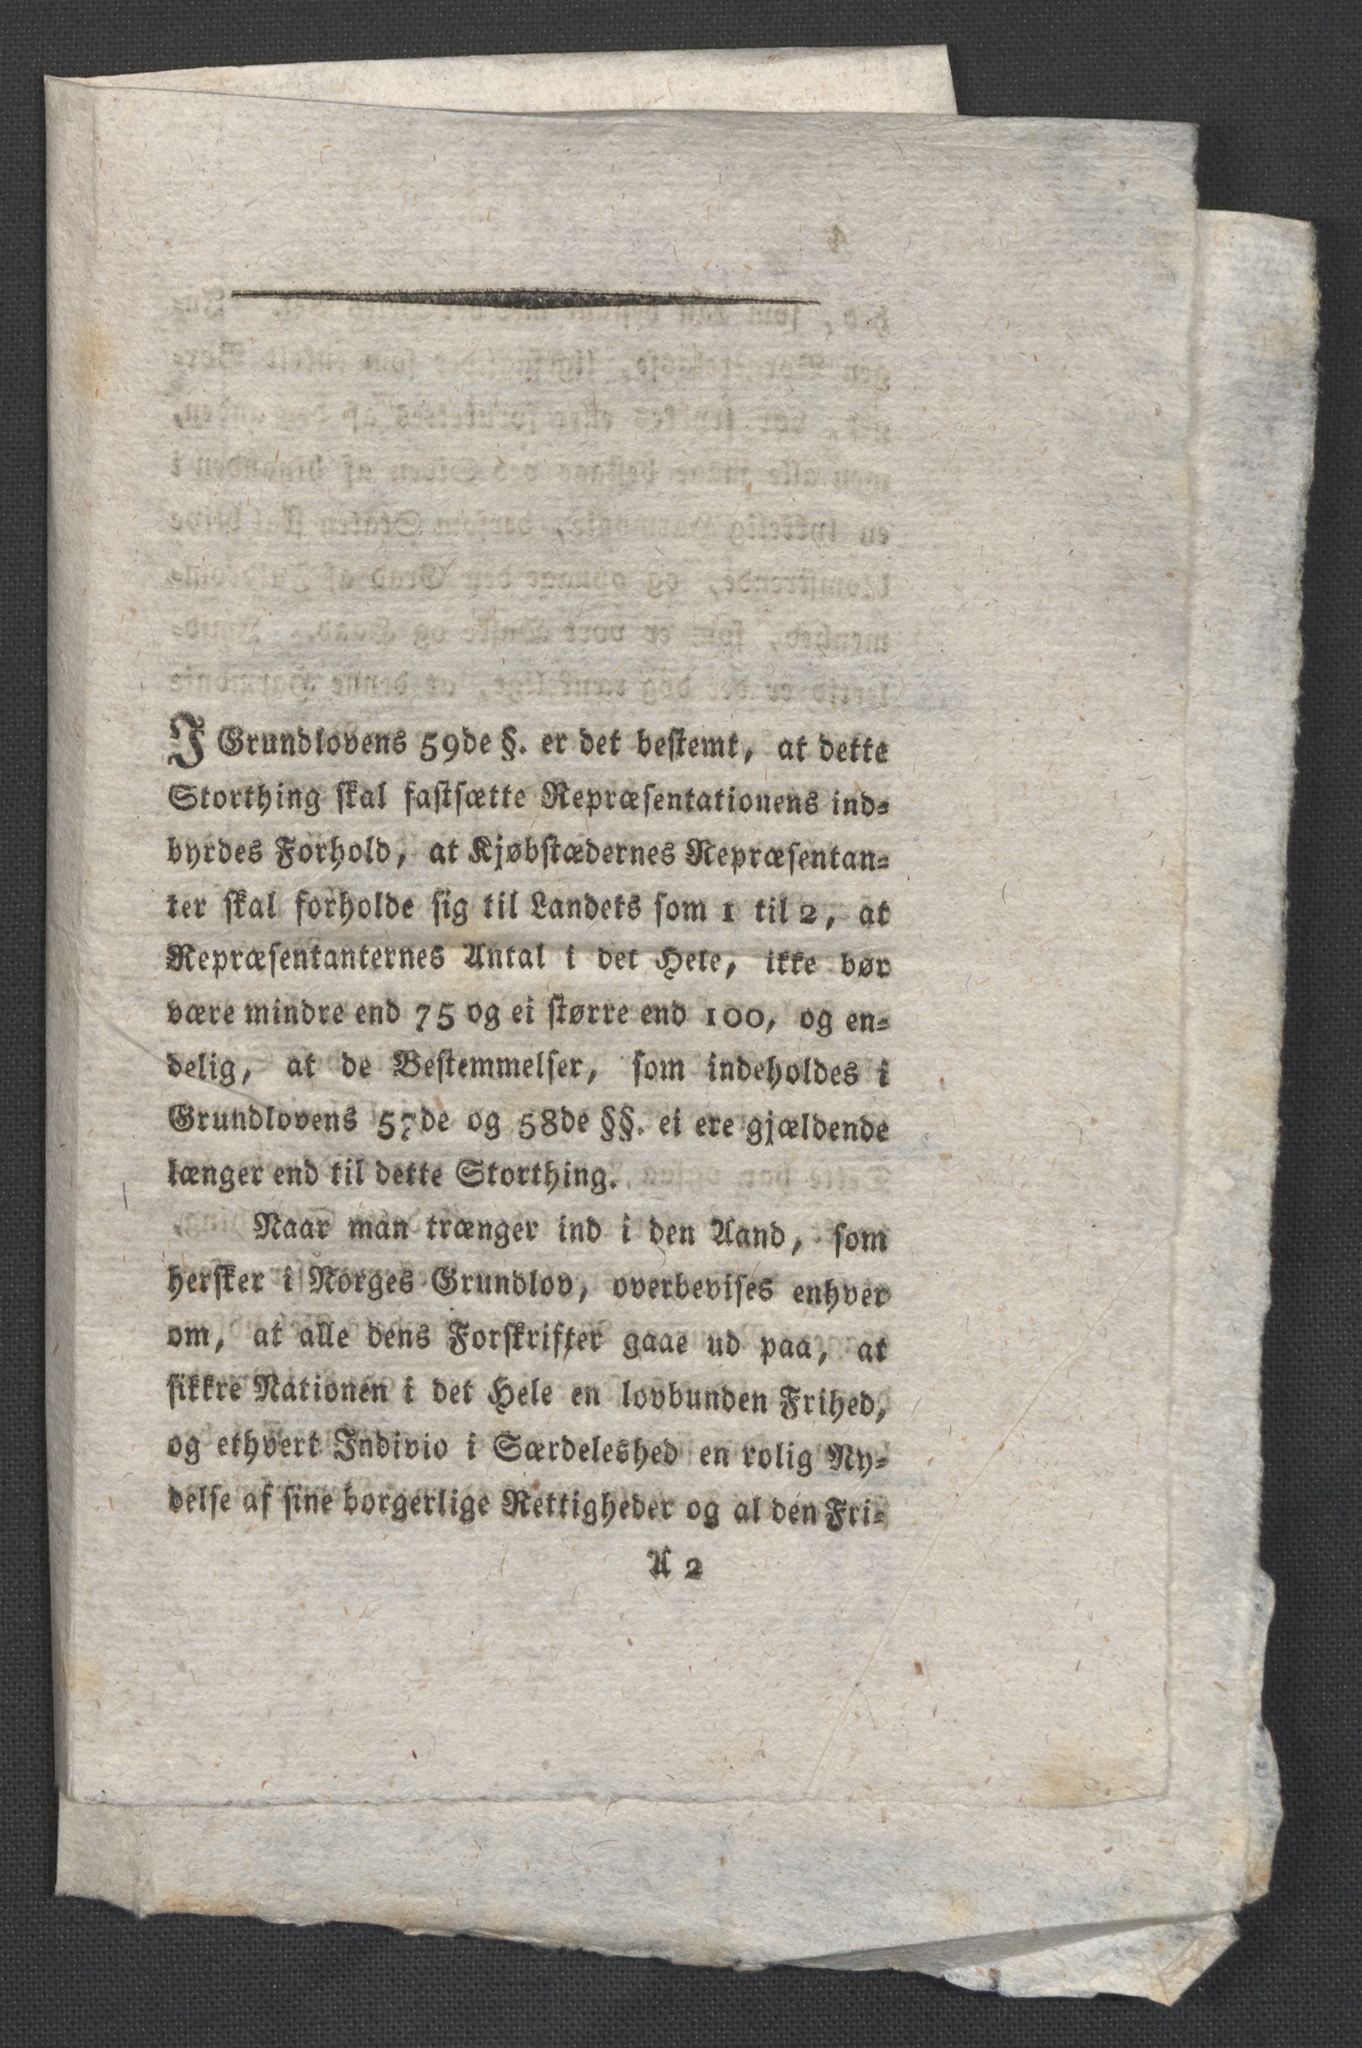 I Grundlovens 59de §. er det bestemt, at dette
Storthing skal fastsætte Repræsentationens ind-
byrdes Forhold, at Kjøbstædernes Repræsentan-
ter skal forholde sig til Landets som 1 til 2, at
Repræsentanternes Antal i det Hele, ikke bør
være mindre end 75 og ei større end 100, og en-
delig, at de Bestemmelser, som indeholdes i
Grundlovens 57de og 58de §§. ei ere gjældende
længer end til dette Storthing.
Naar man trænger ind i den Aand, som
hersker i Norges Grundlov, overbevises enhver
om, at alle dens Forskrifter gaae ud paa, at
sikkre Nationen i det Hele en lovbunden Frihed,
og ethvert Individ i Særdeleshed en rolig Ny-
delse af sine borgerlige Rettigheder og al den Fri-
A 2